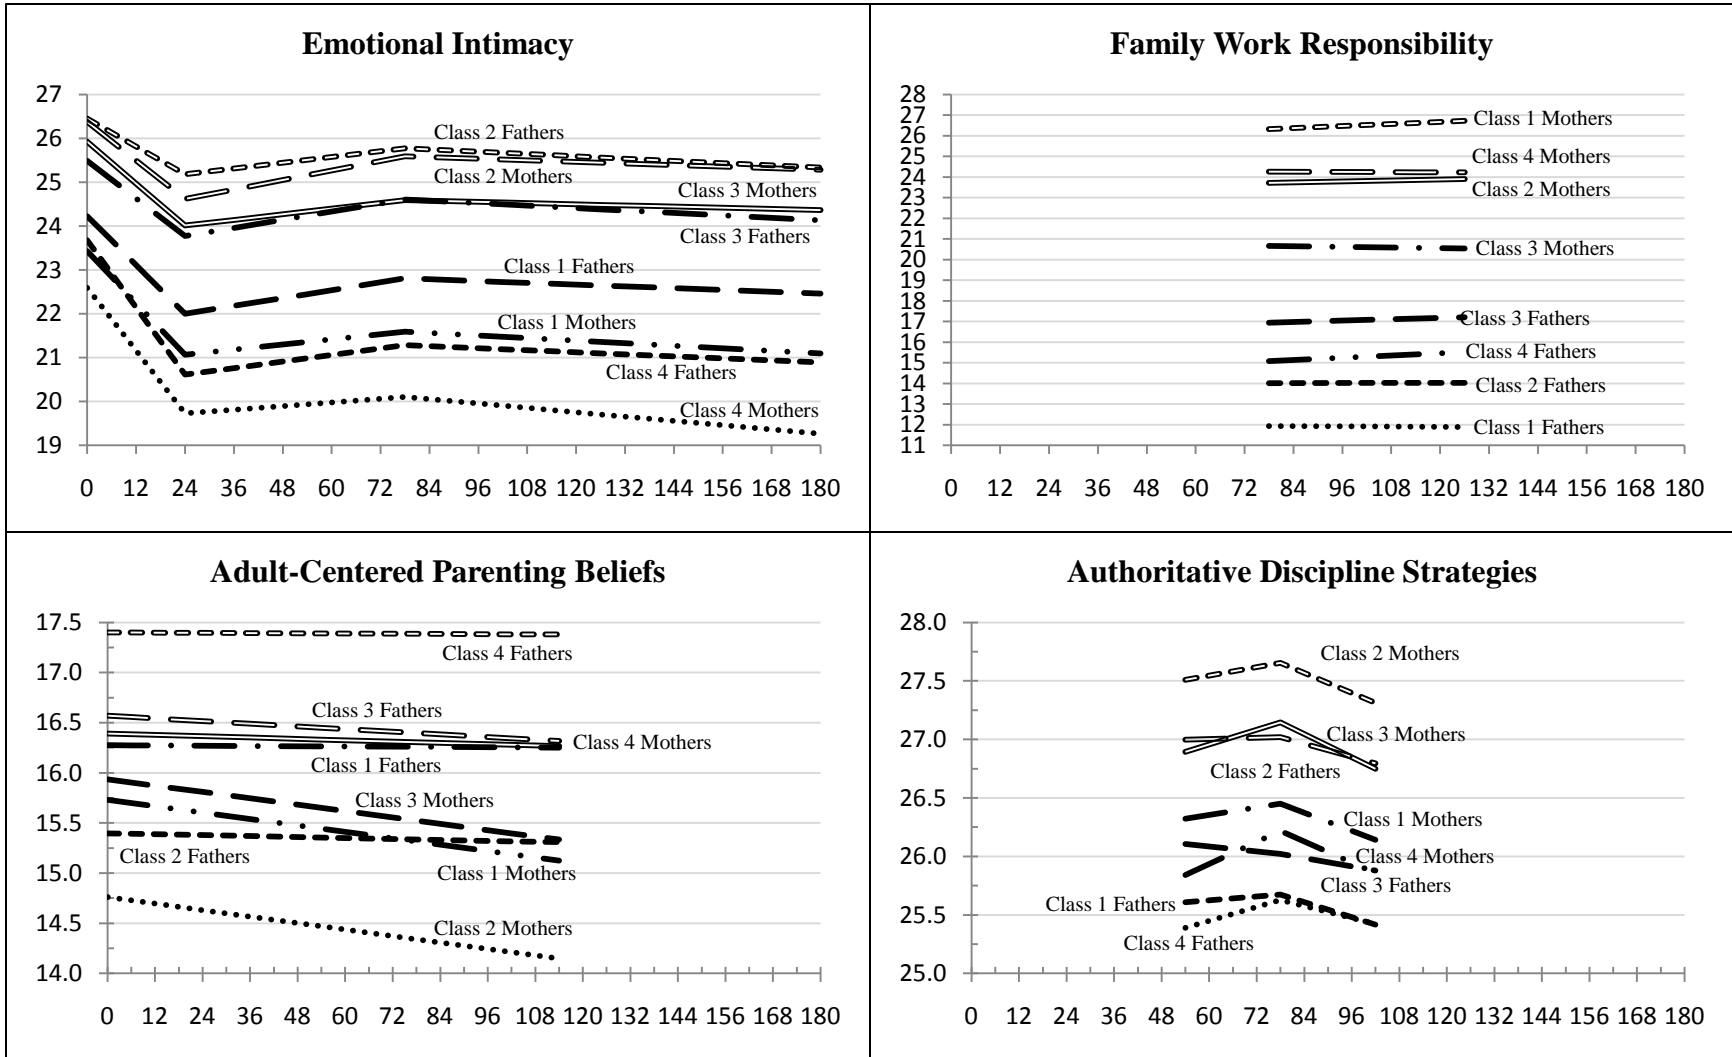 Emotional Intimacy
27
26
25
24
23
22
21
20
19
Class 2 Fathers
Class 2 Mothers
Class 3 Mothers
Class 3 Fathers
Class 1 Fathers
Class 1 Mothers
Class 4 Fathers
Class 4 Mothers
0 12 24 36 48 60 72 84 96 108 120 132 144 156 168 180
Family Work Responsibility
28
27
26
25
24
23
22
21
20
19
18
17
16
15
14
13
12
11
Class 1 Mothers
Class 4 Mothers
Class 2 Mothers
Class 3 Mothers
Class 3 Fathers
Class 4 Fathers
Class 2 Fathers
Class 1 Fathers
0 12 24 36 48 60 72 84 96 108 120 132 144 156 168 180
Adult-Centered Parenting Beliefs
17.5
17.0
16.5
16.0
15.5
15.0
14.5
14.0
Class 4 Fathers
Class 3 Fathers
Class 4 Mothers
Class 1 Fathers
Class 3 Mothers
Class 2 Fathers
Class 1 Mothers
Class 2 Mothers
0 12 24 36 48 60 72 84 96 108 120 132 144 156 168 180
Authoritative Discipline Strategies
28.0
27.5
27.0
26.5
26.0
25.5
25.0
Class 2 Mothers
Class 3 Mothers
Class 2 Fathers
Class 1 Mothers
Class 4 Mothers
Class 3 Fathers
Class 1 Fathers
Class 4 Fathers
0 12 24 36 48 60 72 84 96 108 120 132 144 156 168 180